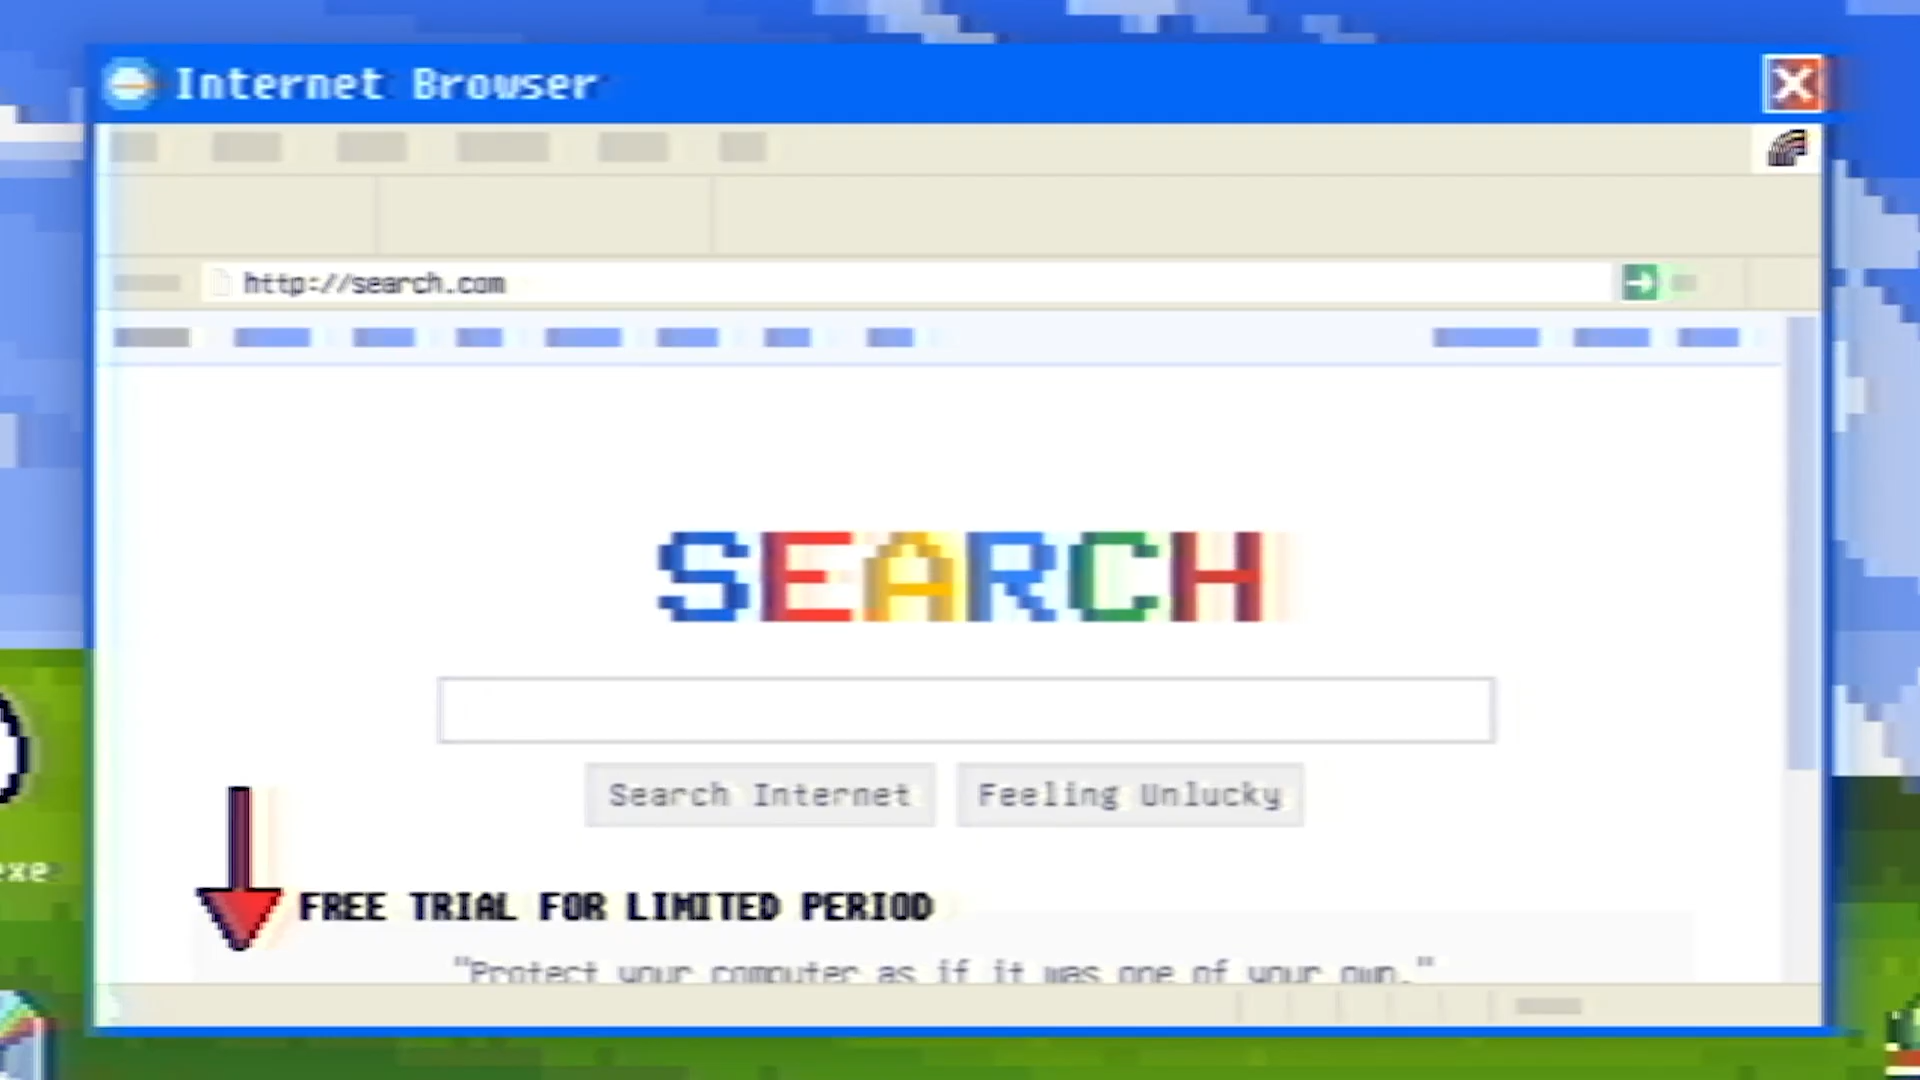 Internet Browser
http://search.com
SEARCH
Search Internet
Feeling Unlucky
exe
FREE TRIAL FOR LIMITED PERIOD
"Protect your computer as if it was one of your own."